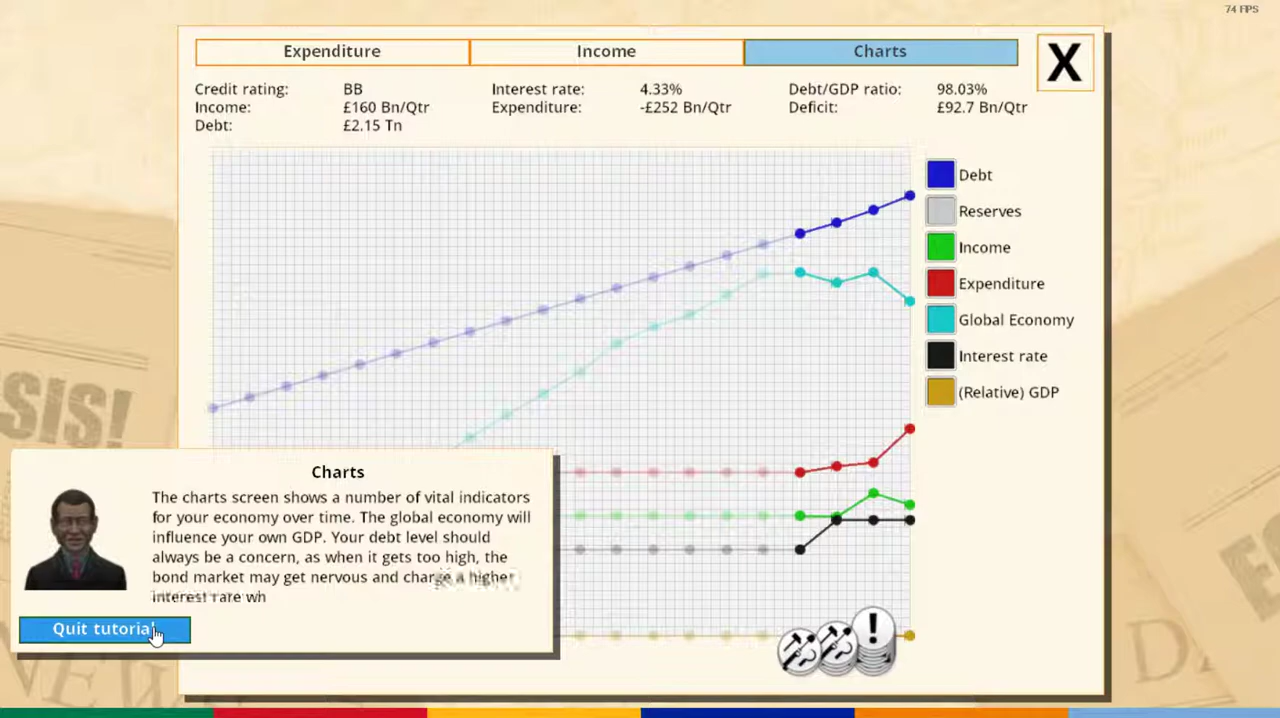 74 FPS
Expenditure Income Charts X
Credit rating: BB Interest rate: 4.33% Debt/GDP ratio: 98.03%
Income: £160 Bn/Qtr Expenditure: -£252 Bn/Qtr Deficit: £92.7 Bn/Qtr
Debt: £2.15 Tn
Debt
Reserves
Income
Expenditure
Global Economy
Interest rate
(Relative) GDP
SIS!
Charts
The charts screen shows a number of vital indicators
for your economy over time. The global economy will
influence your own GDP. Your debt level should
always be a concern, as when it gets too high, the
bond market may get nervous and charge a higher
interest rate wh
Quit tutorial
!